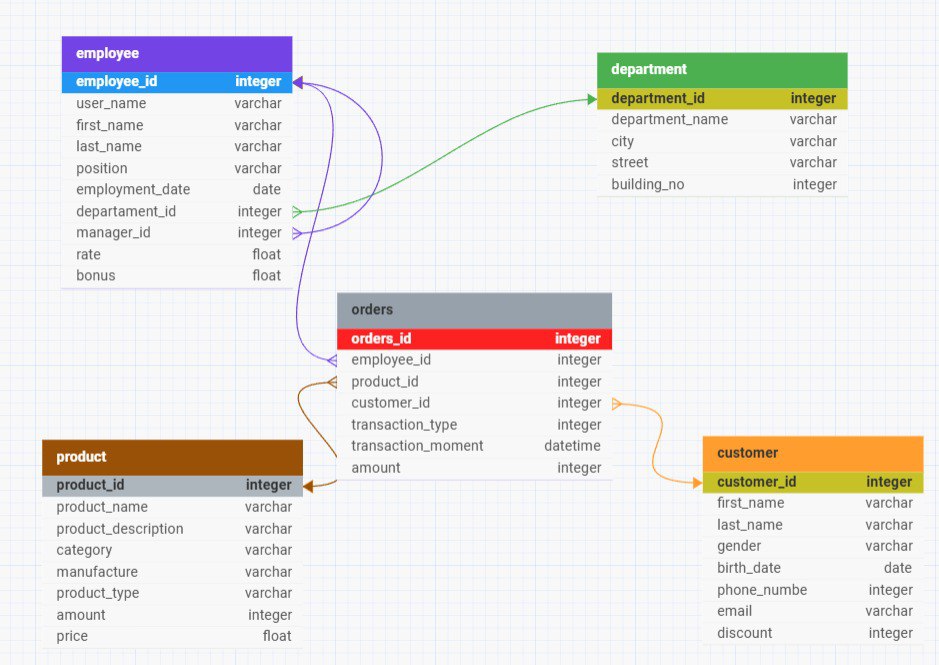 employee
employee_id integer
user_name varchar
first_name varchar
last_name varchar
position varchar
employment_date date
departament_id integer
manager_id integer
rate float
bonus float
department
department_id integer
department_name varchar
city varchar
street varchar
building_no integer
orders
orders_id integer
employee_id integer
product_id integer
customer_id integer
transaction_type integer
transaction_moment datetime
amount integer
product
product_id integer
product_name varchar
product_description varchar
category varchar
manufacture varchar
product_type varchar
amount integer
price float
customer
customer_id integer
first_name varchar
last_name varchar
gender varchar
birth_date date
phone_numbe integer
email varchar
discount integer